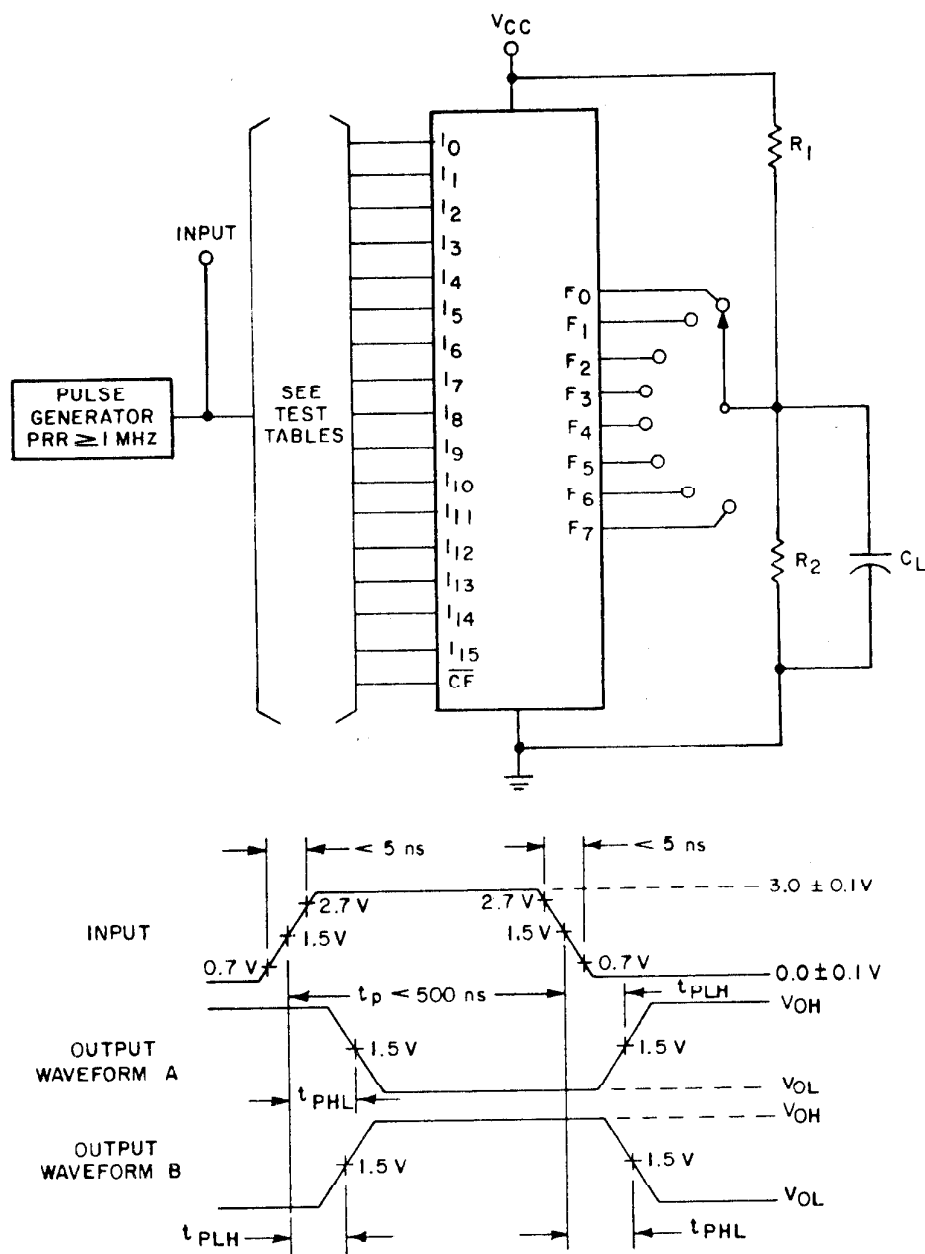 VCC
R1
I0
I1
I2
I3
I4
I5
I6
I7
I8
I9
I10
I11
I12
I13
I14
I15
CE
INPUT
PULSE
GENERATOR
PRR ≥ 1 MHZ
SEE
TEST
TABLES
F0
F1
F2
F3
F4
F5
F6
F7
R2
CL
< 5 ns
< 5 ns
3.0 ± 0.1 V
2.7 V
2.7 V
INPUT
1.5 V
1.5 V
0.7 V
0.7 V
0.0 ± 0.1 V
tp < 500 ns
tPLH
VOH
OUTPUT
WAVEFORM A
1.5 V
1.5 V
VOL
tPHL
VOH
OUTPUT
WAVEFORM B
1.5 V
1.5 V
VOL
tPLH
tPHL